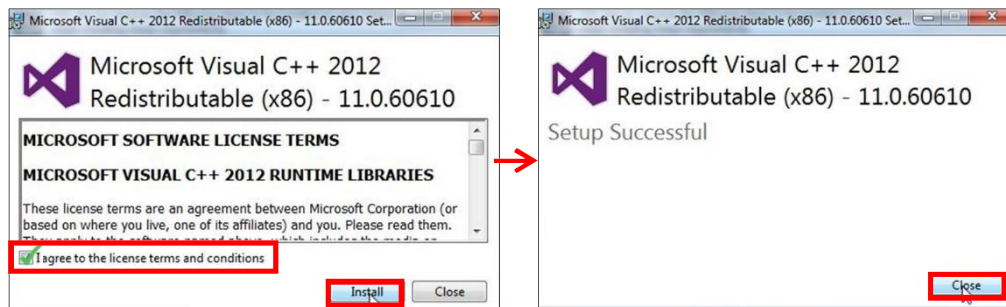 Microsoft Visual C++ 2012 Redistributable (x86) - 11.0.60610 Set...
Microsoft Visual C++ 2012
Redistributable (x86) - 11.0.60610
MICROSOFT SOFTWARE LICENSE TERMS
MICROSOFT VISUAL C++ 2012 RUNTIME LIBRARIES
These license terms are an agreement between Microsoft Corporation (or
based on where you live, one of its affiliates) and you. Please read them.
I agree to the license terms and conditions
Install
Close
Microsoft Visual C++ 2012 Redistributable (x86) - 11.0.60610 Set...
Microsoft Visual C++ 2012
Redistributable (x86) - 11.0.60610
Setup Successful
Close